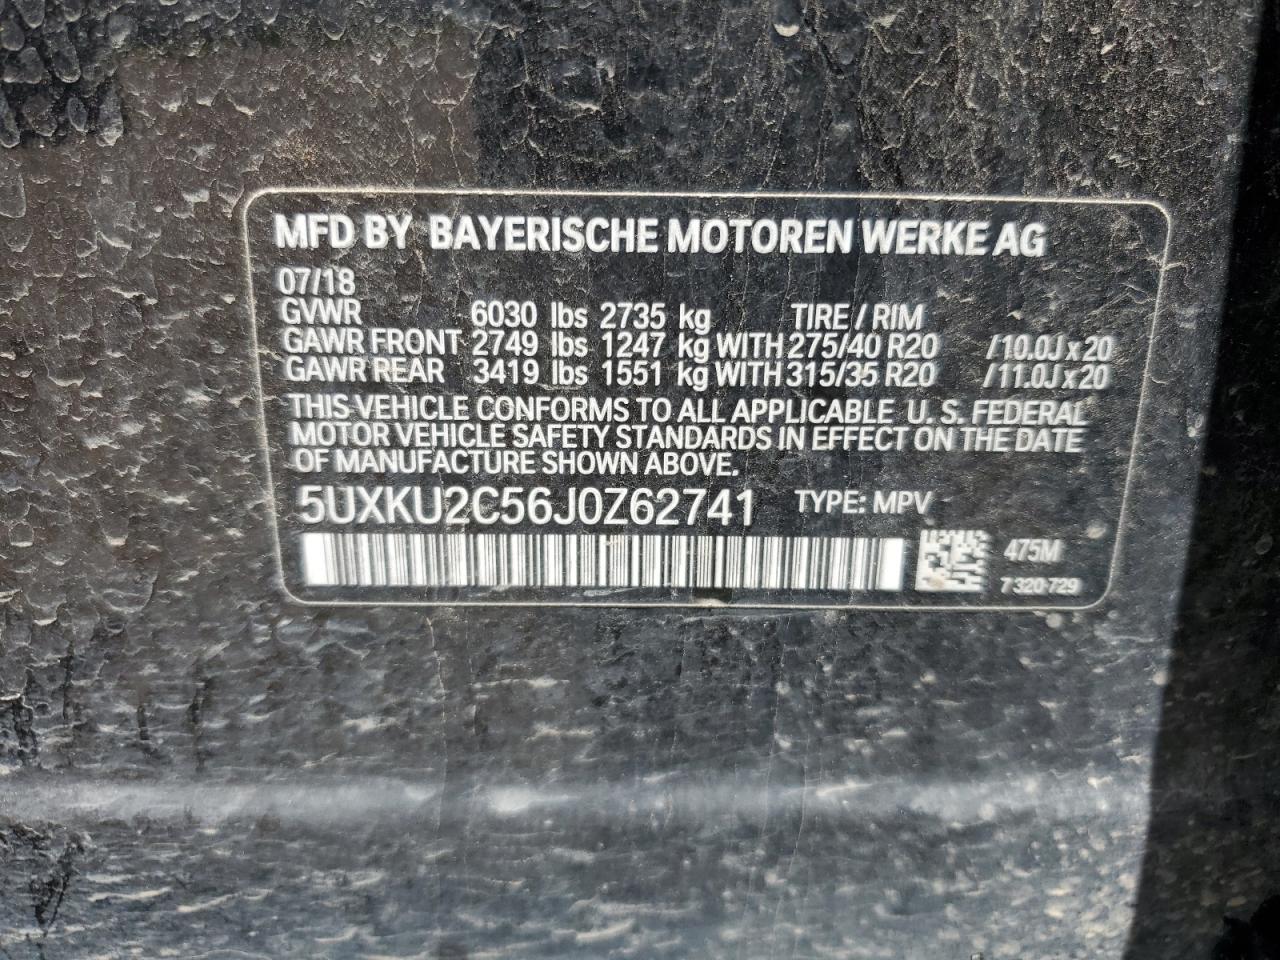 MFD BY BAYERISCHE MOTOREN WERKE AG
07/18
GVWR 6030 lbs 2735 kg TIRE / RIM
GAWR FRONT 2749 lbs 1247 kg WITH 275/40 R20 /10.0J x 20
GAWR REAR 3419 lbs 1551 kg WITH 315/35 R20 /11.0J x 20
THIS VEHICLE CONFORMS TO ALL APPLICABLE U. S. FEDERAL
MOTOR VEHICLE SAFETY STANDARDS IN EFFECT ON THE DATE
OF MANUFACTURE SHOWN ABOVE.
5UXKU2C56J0Z62741 TYPE: MPV
475M
7 320 729